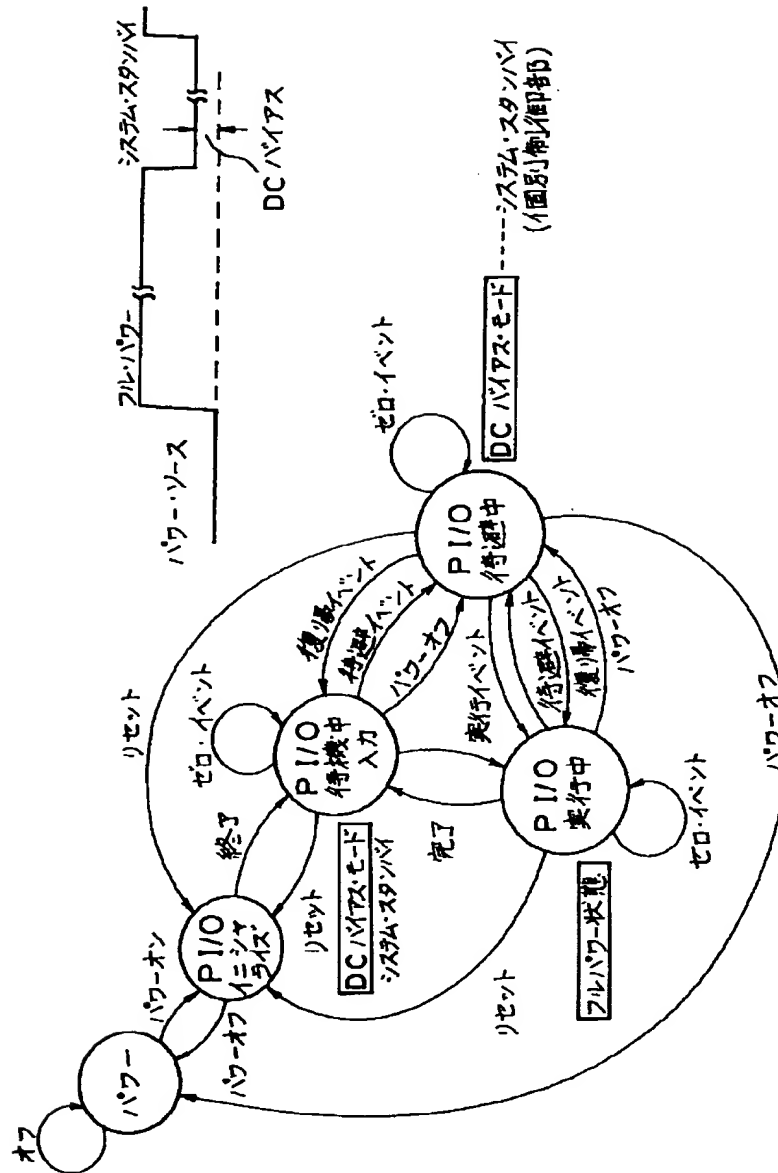 パワー・ソース
フル・パワー
システム・スタンバイ
DC バイアス
オフ
パワー
パワーオン
パワーオフ
P I/O
イニシャ
ライズ
終了
リセット
リセット
ゼロ・イベント
P I/O
待機中
入力
DC バイアス・モード
システム・スタンバイ
復帰イベント
待避イベント
パワーオフ
完了
リセット
P I/O
実行中
フルパワー状態
ゼロ・イベント
実行イベント
待避イベント
復帰イベント
パワーオフ
ゼロ・イベント
P I/O
待避中
DC バイアス・モード
システム・スタンバイ
(個別制御部)
パワーオフ